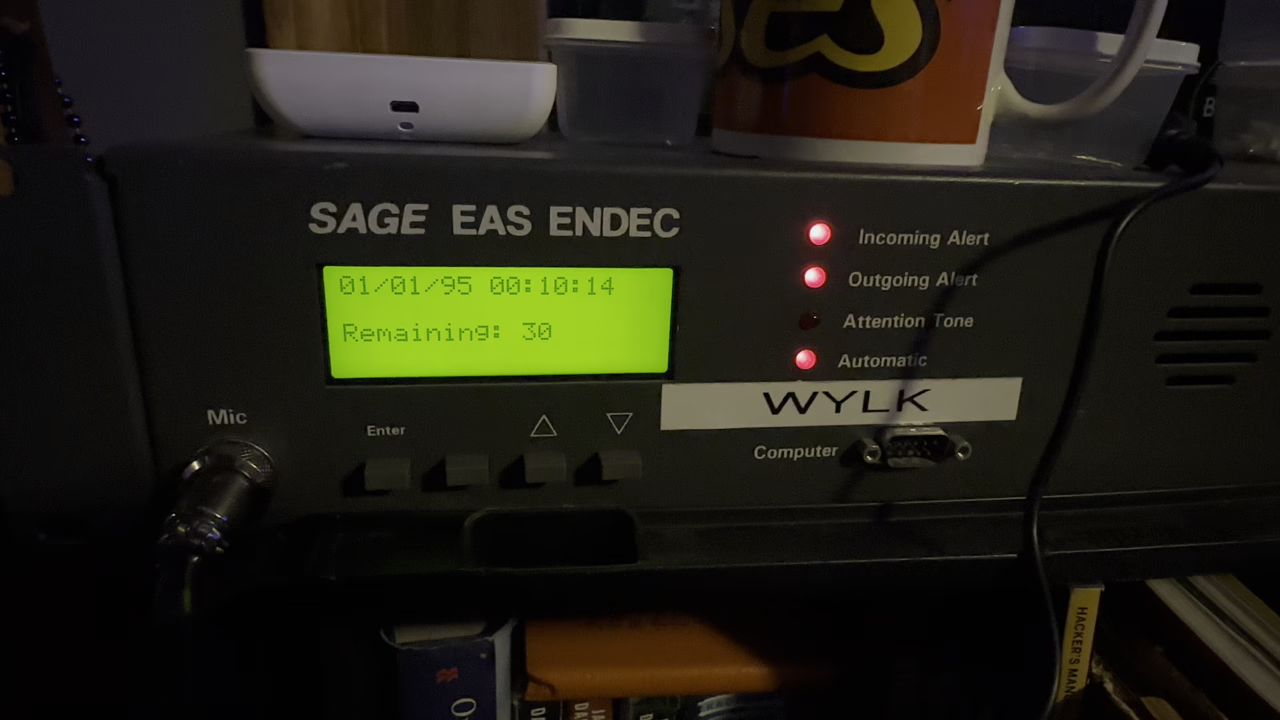 SAGE EAS ENDEC
01/01/95 00:10:14
Remaining: 30
Incoming Alert
Outgoing Alert
Attention Tone
Automatic
WYLK
Mic
Enter
Computer
HACKER'S